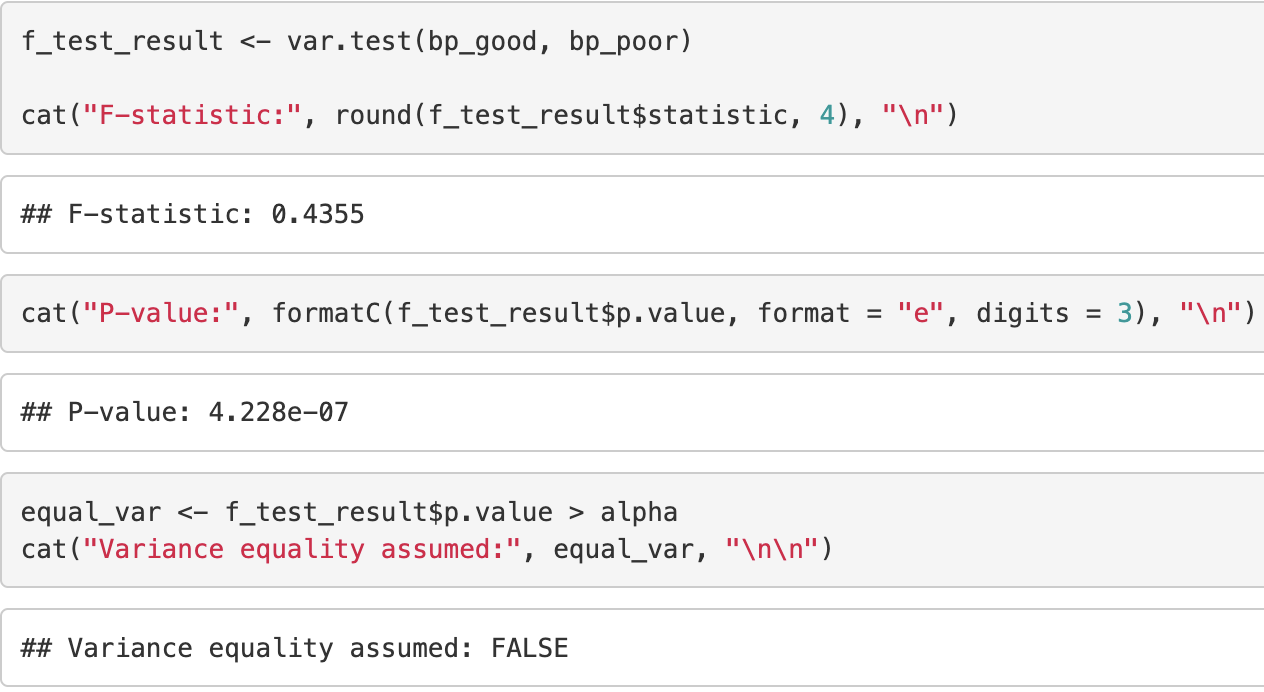 f_test_result <- var.test(bp_good, bp_poor)
cat("F-statistic:", round(f_test_result$statistic, 4), "\n")
## F-statistic: 0.4355
cat("P-value:", formatC(f_test_result$p.value, format = "e", digits = 3), "\n")
## P-value: 4.228e-07
equal_var <- f_test_result$p.value > alpha
cat("Variance equality assumed:", equal_var, "\n\n")
## Variance equality assumed: FALSE